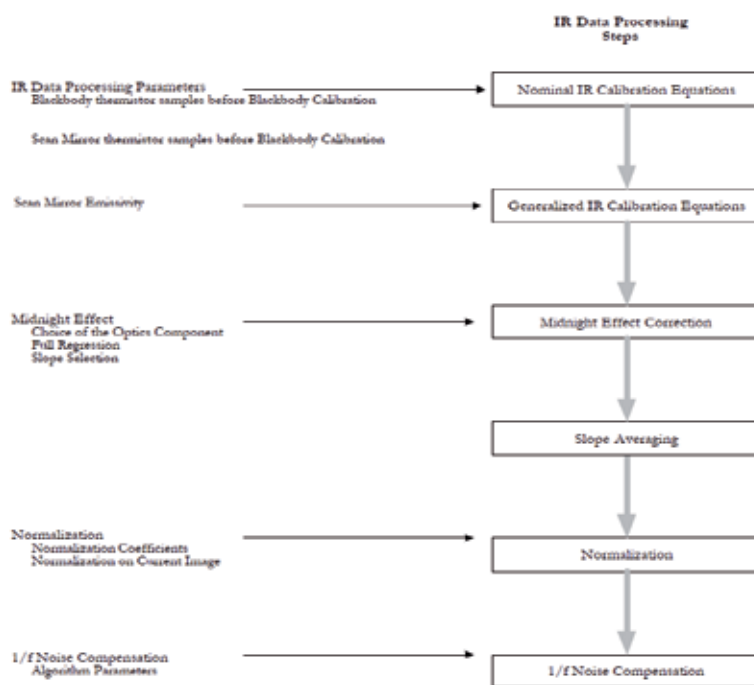 IR Data Processing
Steps
IR Data Processing Parameters
Blackbody thermistor samples before Blackbody Calibration
Nominal IR Calibration Equations
Scan Mirror thermistor samples before Blackbody Calibration
Scan Mirror Emissivity
Generalized IR Calibration Equations
Midnight Effect
Choice of the Optics Component
Full Regression
Slope Selection
Midnight Effect Correction
Slope Averaging
Normalization
Normalization Coefficients
Normalization on Current Image
Normalization
1/f Noise Compensation
Algorithm Parameters
1/f Noise Compensation